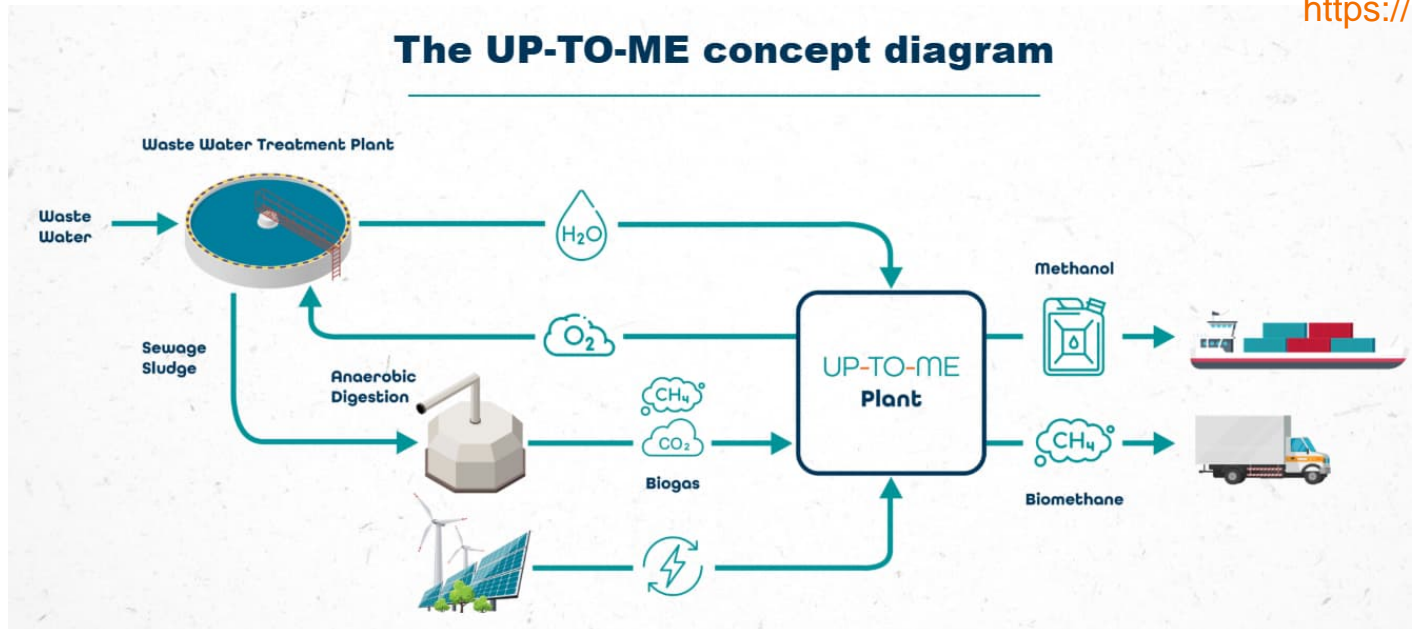 https://
The UP-TO-ME concept diagram
Waste Water Treatment Plant
Waste
Water
H₂O
Methanol
O₂
Sewage
Sludge
Anaerobic
Digestion
CH₄
CO₂
Biogas
UP-TO-ME
Plant
CH₄
Biomethane